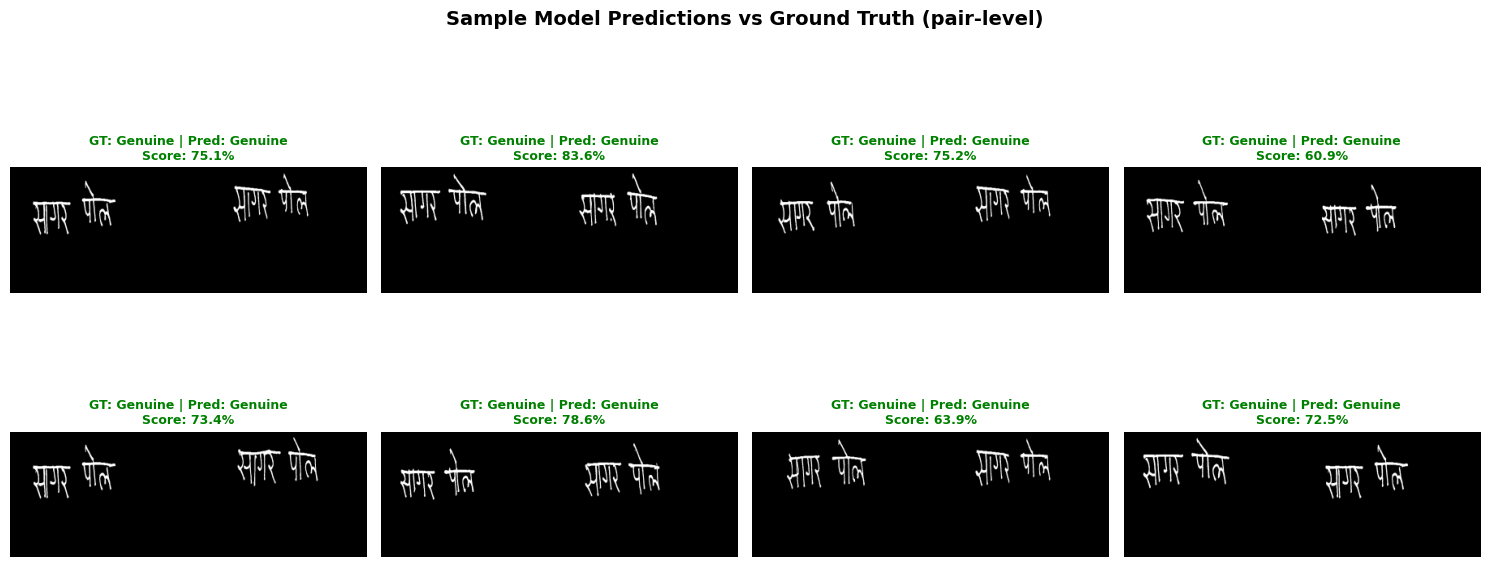 Sample Model Predictions vs Ground Truth (pair-level)
GT: Genuine | Pred: Genuine
Score: 75.1%
सागर पोल सागर पोल
GT: Genuine | Pred: Genuine
Score: 83.6%
सागर पोल सागर पोल
GT: Genuine | Pred: Genuine
Score: 75.2%
सागर पोल सागर पोल
GT: Genuine | Pred: Genuine
Score: 60.9%
सागर पोल सागर पोल
GT: Genuine | Pred: Genuine
Score: 73.4%
सागर पोल सागर पोल
GT: Genuine | Pred: Genuine
Score: 78.6%
सागर पोल सागर पोल
GT: Genuine | Pred: Genuine
Score: 63.9%
सागर पोल सागर पोल
GT: Genuine | Pred: Genuine
Score: 72.5%
सागर पोल सागर पोल